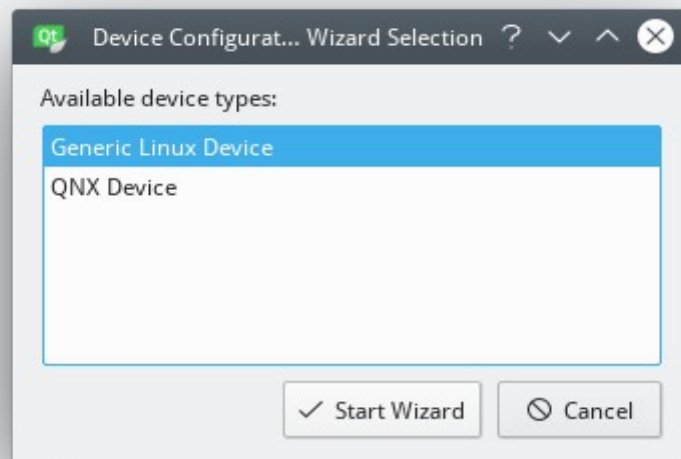 Qt
Device Configurat... Wizard Selection
Available device types:
Generic Linux Device
QNX Device
Start Wizard
Cancel